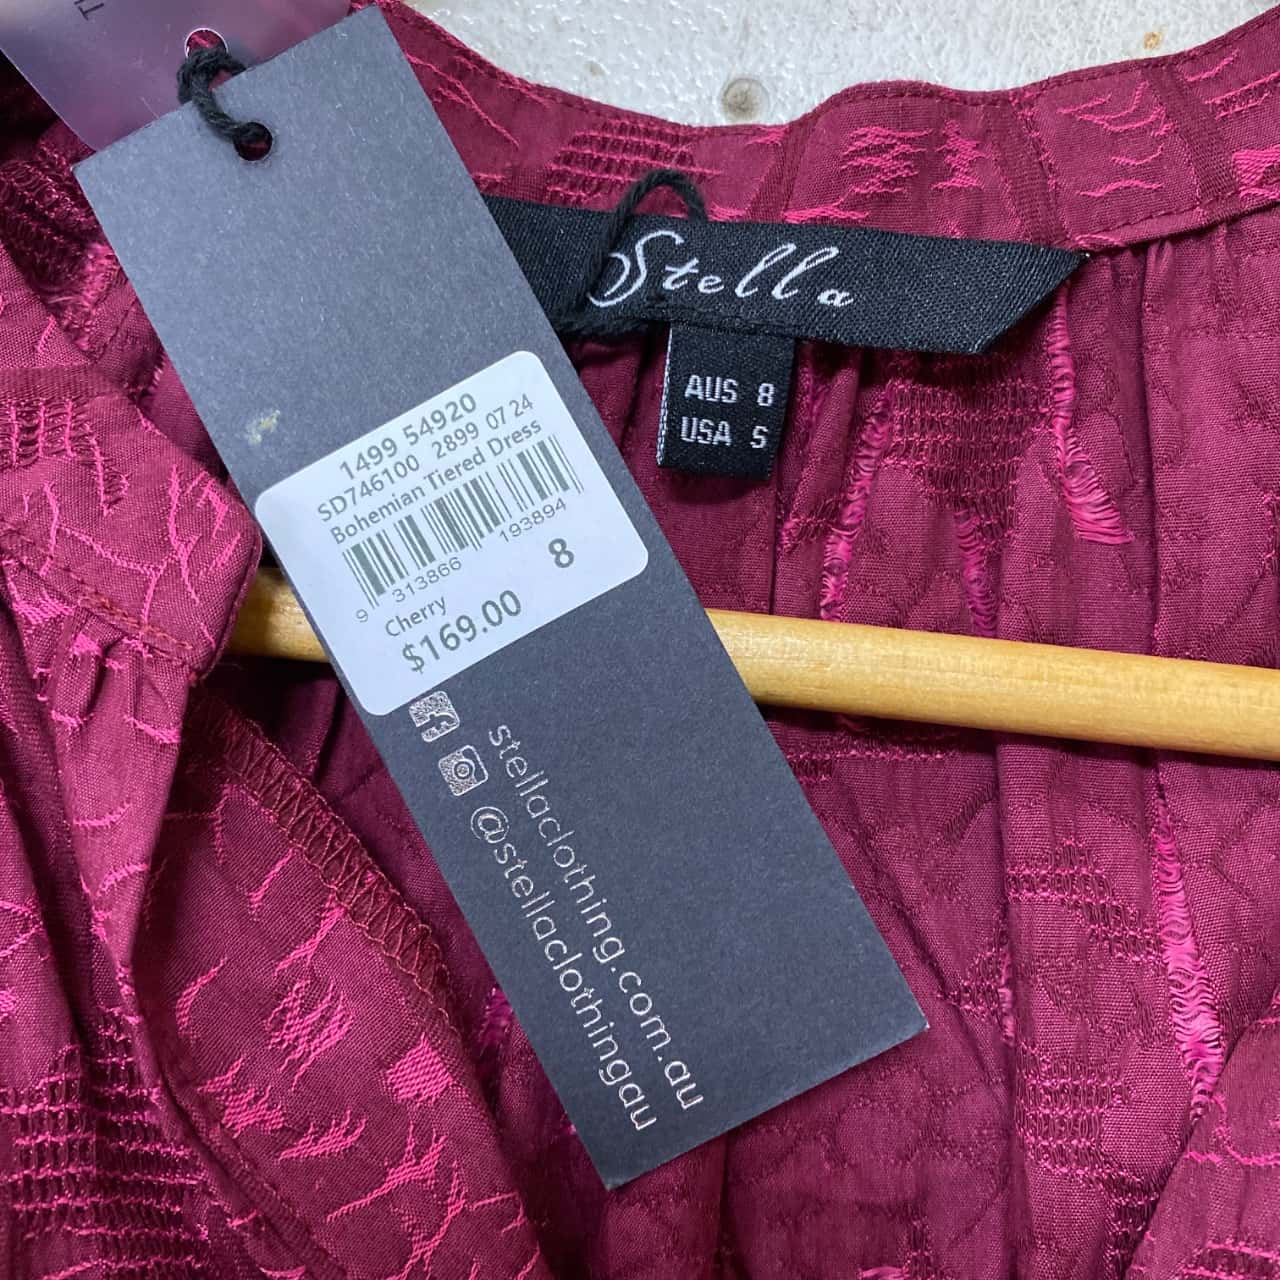 Stella
AUS 8
USA S
1499 54920
SD746100 2899 07 24
Bohemian Tiered Dress
9 313866 193894
8
Cherry
$169.00
stellaclothing.com.au
@stellaclothingau